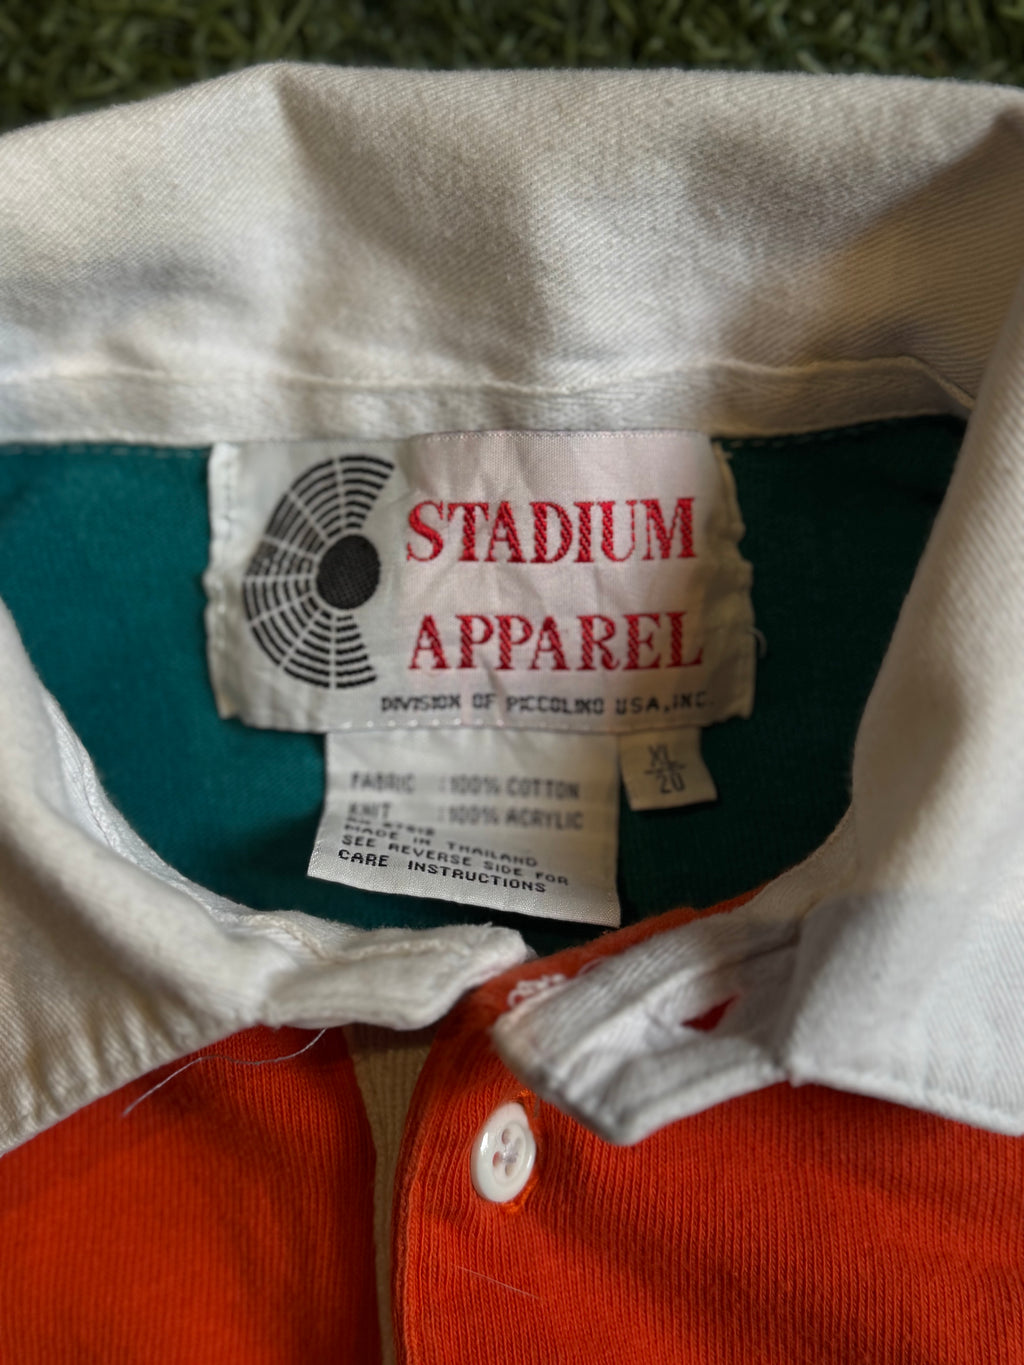 STADIUM
APPAREL
DIVISION OF PICCOLINO USA, INC.
XL
20
FABRIC :100% COTTON
KNIT :100% ACRYLIC
MADE IN THAILAND
SEE REVERSE SIDE FOR
CARE INSTRUCTIONS